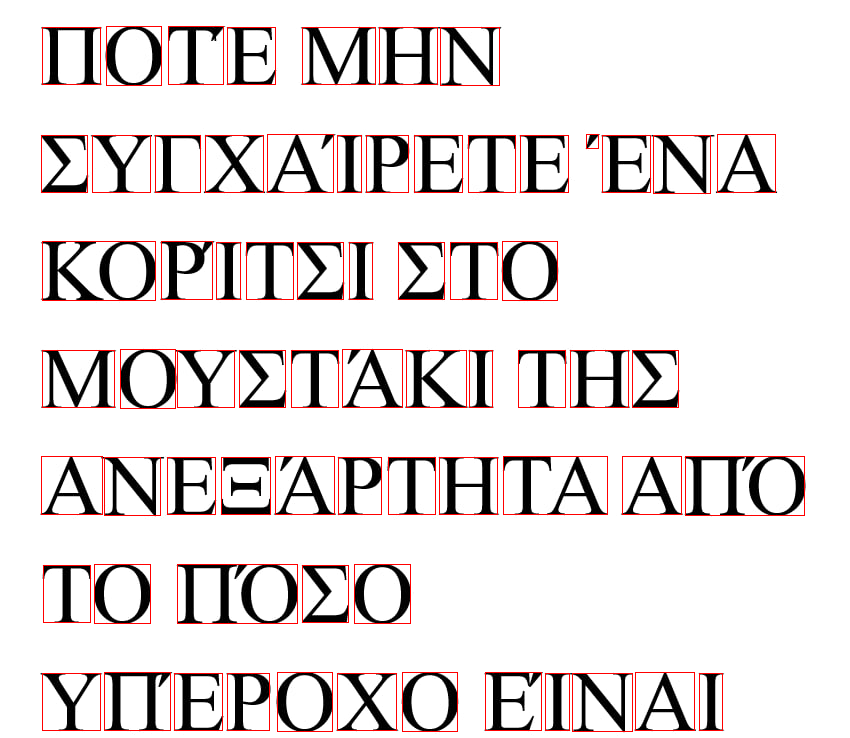 ΠΟΤΈ ΜΗΝ
ΣΥΓΧΑΊΡΕΤΕ ΈΝΑ
ΚΟΡΊΤΣΙ ΣΤΟ
ΜΟΥΣΤΆΚΙ ΤΗΣ
ΑΝΕΞΆΡΤΗΤΑ ΑΠΌ
ΤΟ ΠΌΣΟ
ΥΠΈΡΟΧΟ ΕΊΝΑΙ